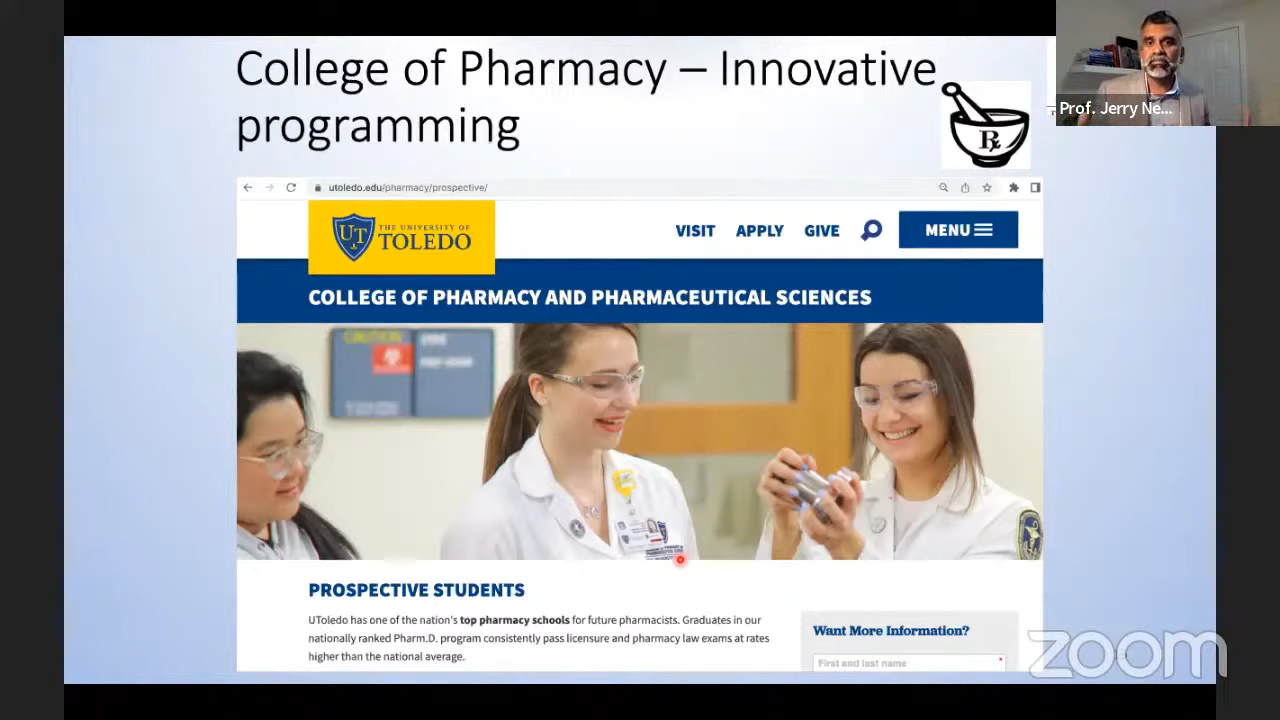 College of Pharmacy – Innovative
programming
Rx
Prof. Jerry Ne...
utoledo.edu/pharmacy/prospective/
UT
THE UNIVERSITY OF
TOLEDO
VISIT APPLY GIVE MENU
COLLEGE OF PHARMACY AND PHARMACEUTICAL SCIENCES
CAUTION
PROSPECTIVE STUDENTS
UToledo has one of the nation's top pharmacy schools for future pharmacists. Graduates in our
nationally ranked Pharm.D. program consistently pass licensure and pharmacy law exams at rates
higher than the national average.
Want More Information?
First and last name *
zoom